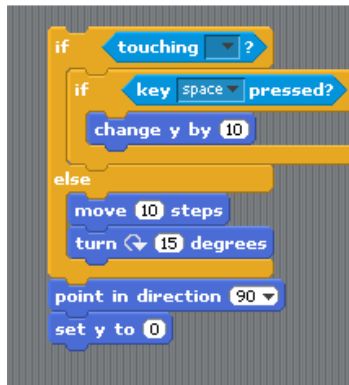 if touching ?
if key space pressed?
change y by 10
else
move 10 steps
turn 15 degrees
point in direction 90
set y to 0